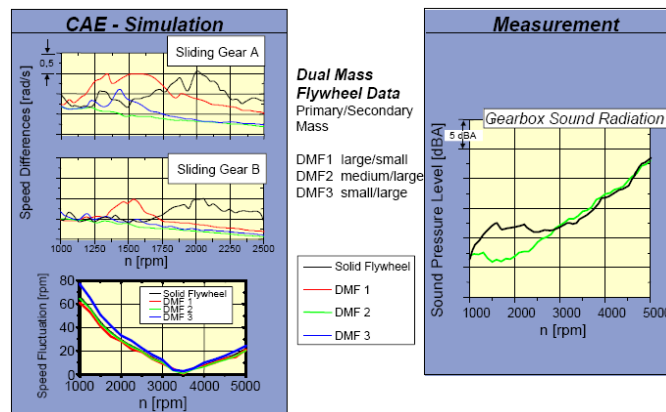 CAE - Simulation
0,5
Sliding Gear A
Speed Differences [rad/s]
Sliding Gear B
1000 1250 1500 1750 2000 2250 2500
n [rpm]
Speed Fluctuation (rpm)
80
60
40
20
0
Solid Flywheel
DMF 1
DMF 2
DMF 3
1000 2000 3000 4000 5000
n [rpm]
Dual Mass
Flywheel Data
Primary/Secondary
Mass
DMF1 large/small
DMF2 medium/large
DMF3 small/large
Solid Flywheel
DMF 1
DMF 2
DMF 3
Measurement
Gearbox Sound Radiation
5 dBA
Sound Pressure Level [dBA]
1000 2000 3000 4000 5000
n [rpm]